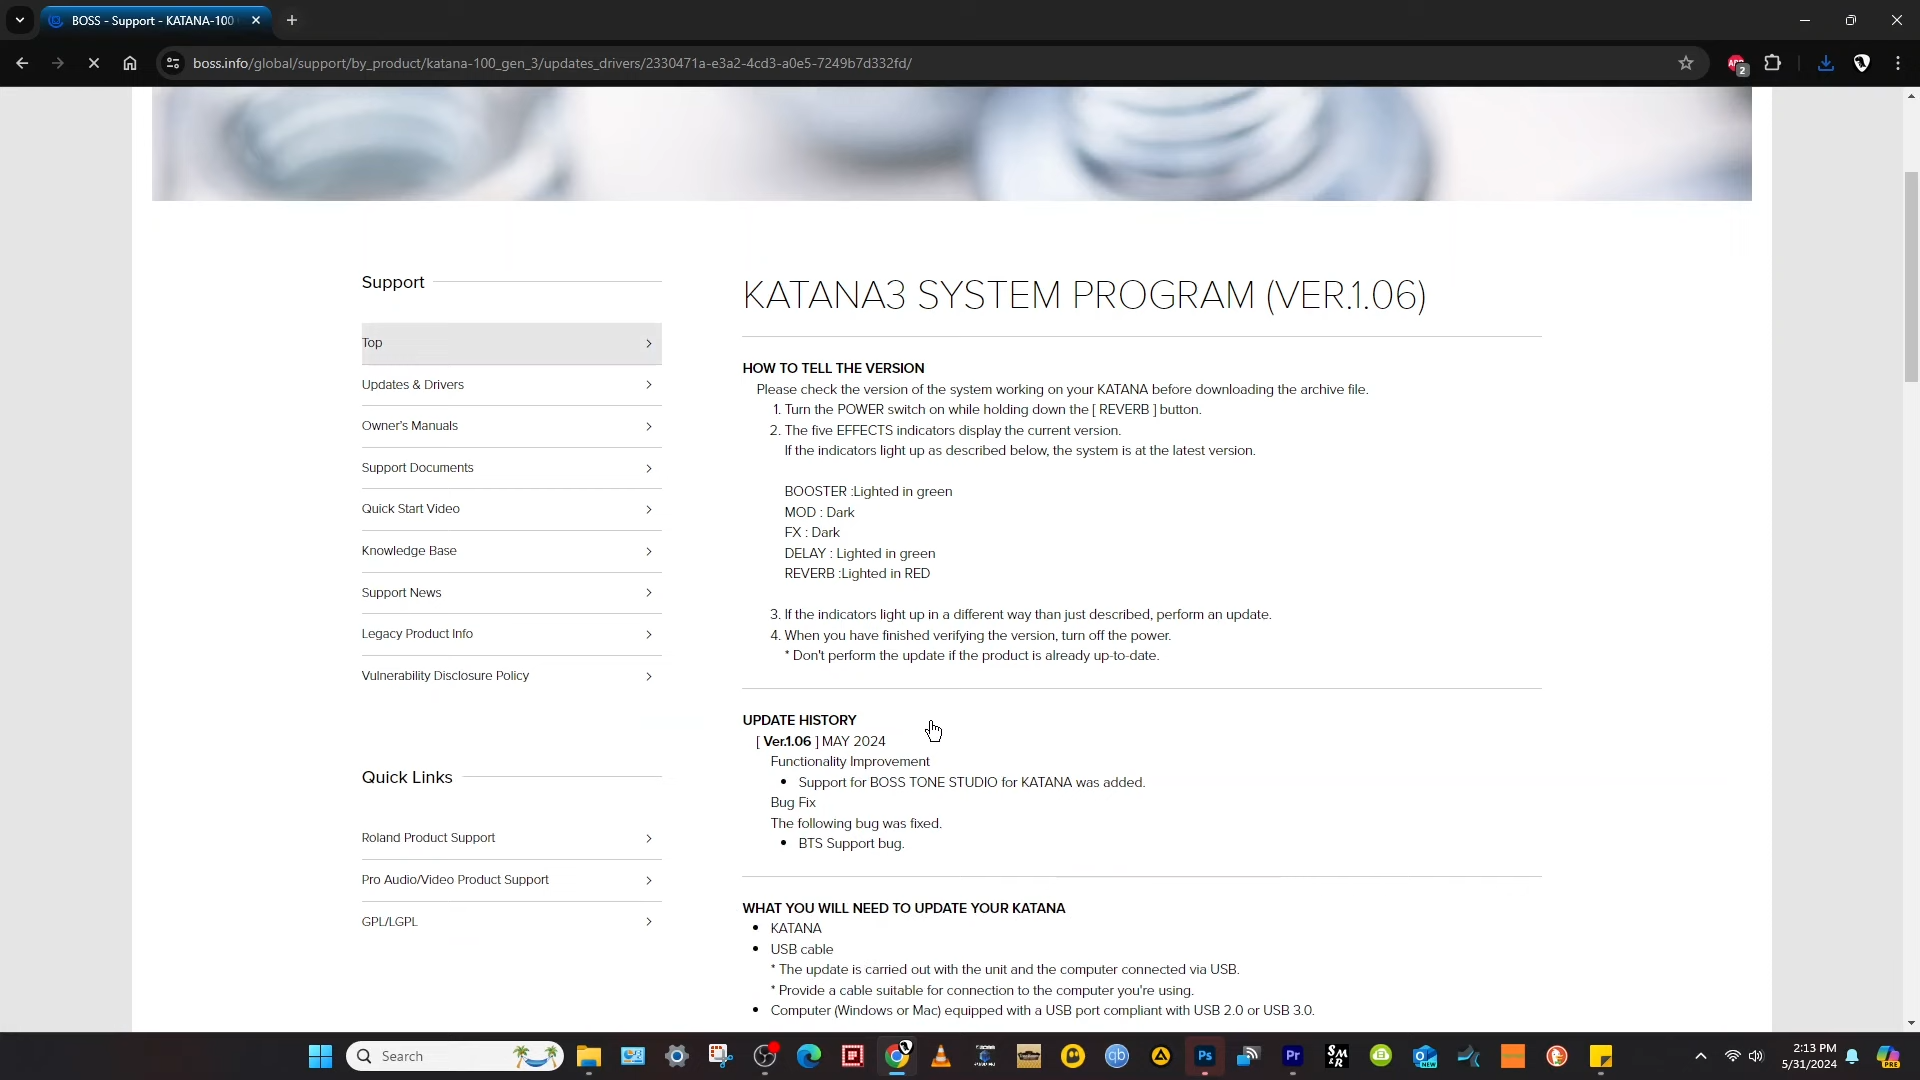 BOSS - Support - KATANA-100
boss.info/global/support/by_product/katana-100_gen_3/updates_drivers/2330471a-e3a2-4cd3-a0e5-7249b7d332fd/
ABP
2
Support
Top
Updates & Drivers
Owner's Manuals
Support Documents
Quick Start Video
Knowledge Base
Support News
Legacy Product Info
Vulnerability Disclosure Policy
Quick Links
Roland Product Support
Pro Audio/Video Product Support
GPL/LGPL
KATANA3 SYSTEM PROGRAM (VER.1.06)
HOW TO TELL THE VERSION
Please check the version of the system working on your KATANA before downloading the archive file.
1. Turn the POWER switch on while holding down the [ REVERB ] button.
2. The five EFFECTS indicators display the current version.
If the indicators light up as described below, the system is at the latest version.
BOOSTER :Lighted in green
MOD : Dark
FX : Dark
DELAY : Lighted in green
REVERB :Lighted in RED
3. If the indicators light up in a different way than just described, perform an update.
4. When you have finished verifying the version, turn off the power.
* Don't perform the update if the product is already up-to-date.
UPDATE HISTORY
[ Ver.1.06 ] MAY 2024
Functionality Improvement
• Support for BOSS TONE STUDIO for KATANA was added.
Bug Fix
The following bug was fixed.
• BTS Support bug.
WHAT YOU WILL NEED TO UPDATE YOUR KATANA
• KATANA
• USB cable
* The update is carried out with the unit and the computer connected via USB.
* Provide a cable suitable for connection to the computer you're using.
• Computer (Windows or Mac) equipped with a USB port compliant with USB 2.0 or USB 3.0.
Search
qb
Ps
Pr
SM
&R
NEW
2:13 PM
5/31/2024
PRE